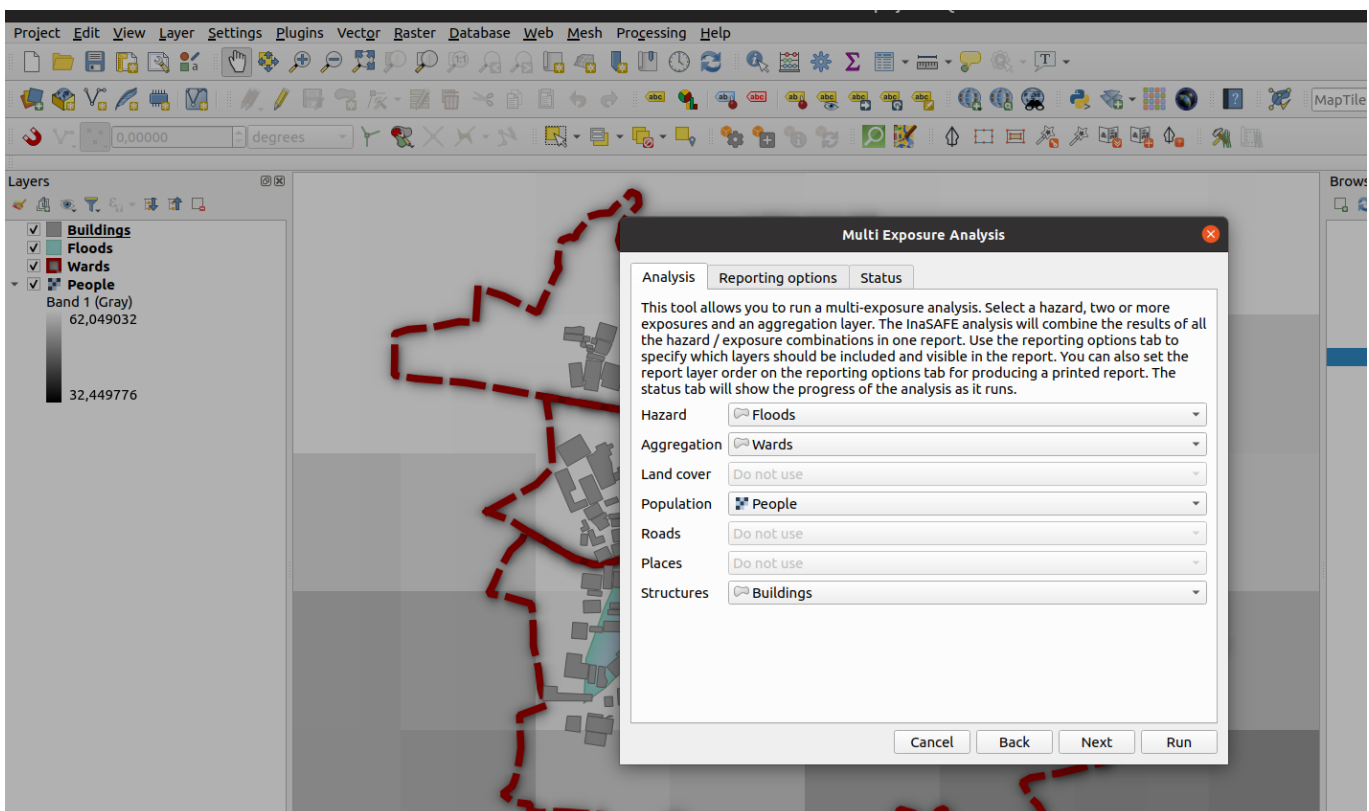 Project Edit View Layer Settings Plugins Vector Raster Database Web Mesh Processing Help
abc abc abc abc abc abc abc
MapTile
0,00000 degrees
Layers
Brows
Buildings
Floods
Wards
People
Band 1 (Gray)
62,049032
32,449776
Multi Exposure Analysis
Analysis Reporting options Status
This tool allows you to run a multi-exposure analysis. Select a hazard, two or more
exposures and an aggregation layer. The InaSAFE analysis will combine the results of all
the hazard / exposure combinations in one report. Use the reporting options tab to
specify which layers should be included and visible in the report. You can also set the
report layer order on the reporting options tab for producing a printed report. The
status tab will show the progress of the analysis as it runs.
Hazard Floods
Aggregation Wards
Land cover Do not use
Population People
Roads Do not use
Places Do not use
Structures Buildings
Cancel Back Next Run